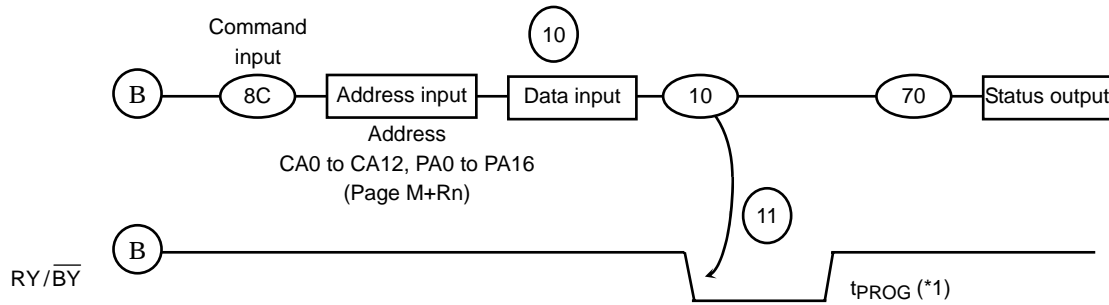 Command
input
10
B
8C
Address input
Data input
10
70
Status output
Address
CA0 to CA12, PA0 to PA16
(Page M+Rn)
11
B
RY/BY
tPROG (*1)